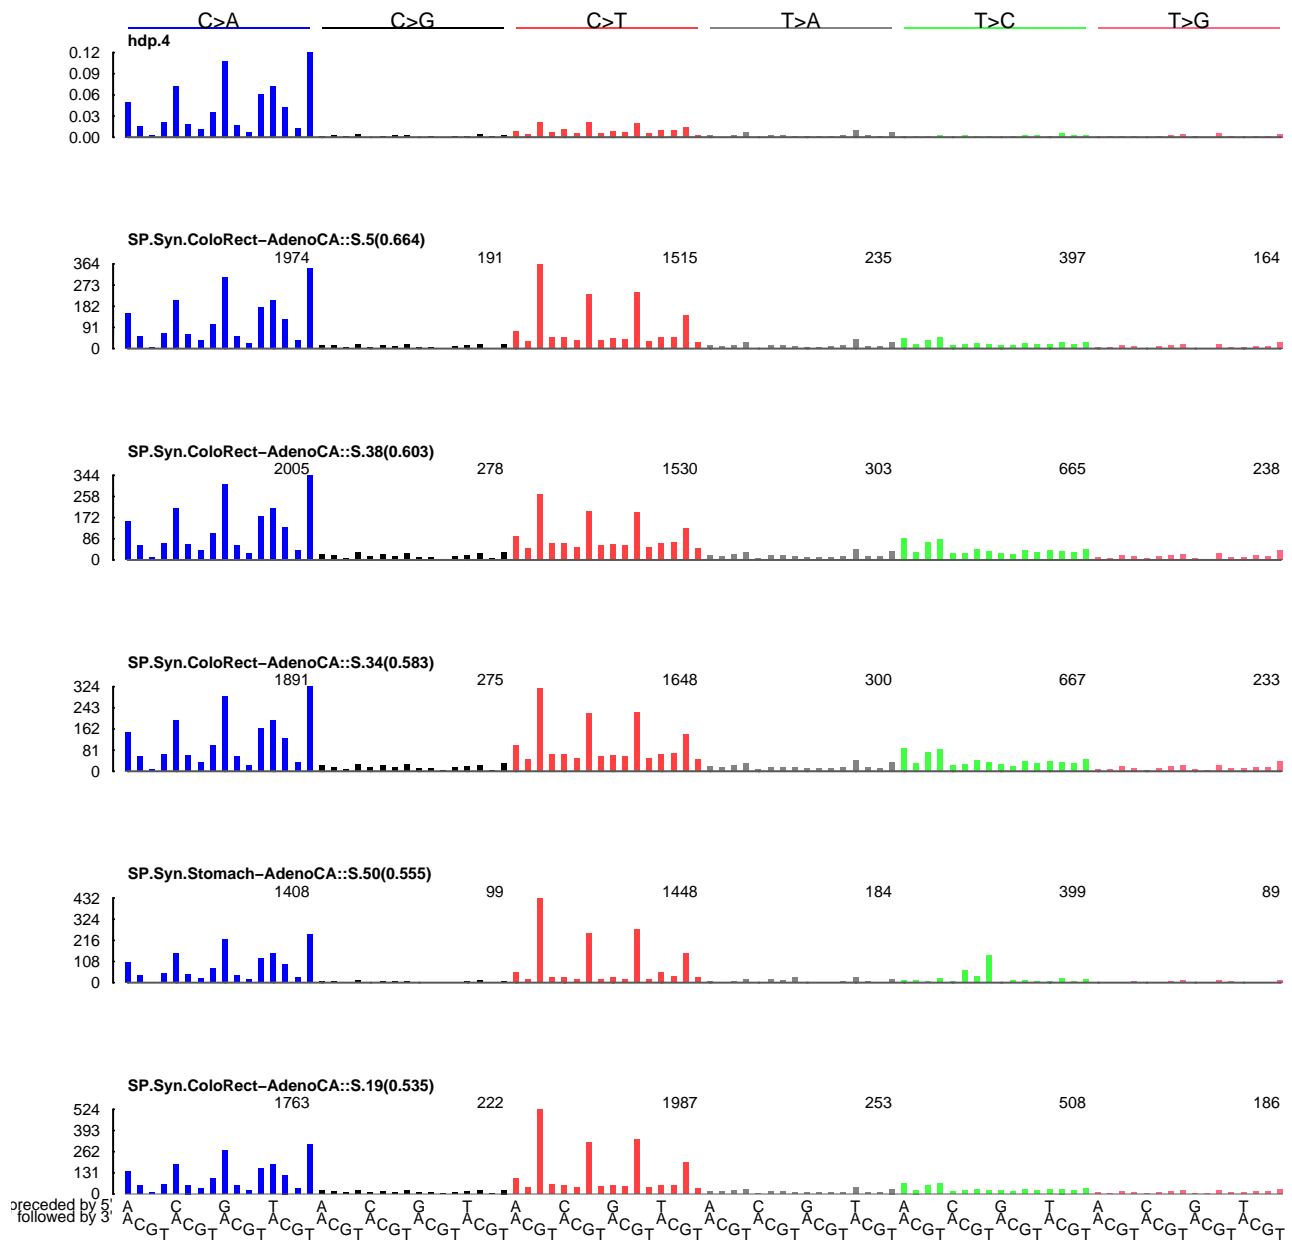 C>A C>G C>T T>A T>C T>G
hdp.4
0.12
0.09
0.06
0.03
0.00
SP.Syn.ColoRect−AdenoCA::S.5(0.664)
1974 191 1515 235 397 164
364
273
182
91
0
SP.Syn.ColoRect−AdenoCA::S.38(0.603)
2005 278 1530 303 665 238
344
258
172
86
0
SP.Syn.ColoRect−AdenoCA::S.34(0.583)
1891 275 1648 300 667 233
324
243
162
81
0
SP.Syn.Stomach−AdenoCA::S.50(0.555)
1408 99 1448 184 399 89
432
324
216
108
0
SP.Syn.ColoRect−AdenoCA::S.19(0.535)
1763 222 1987 253 508 186
524
393
262
131
0
preceded by 5' A C G T A C G T A C G T A C G T A C G T A C G T
followed by 3' A C G T A C G T A C G T A C G T A C G T A C G T A C G T A C G T A C G T A C G T A C G T A C G T A C G T A C G T A C G T A C G T A C G T A C G T A C G T A C G T A C G T A C G T A C G T A C G T